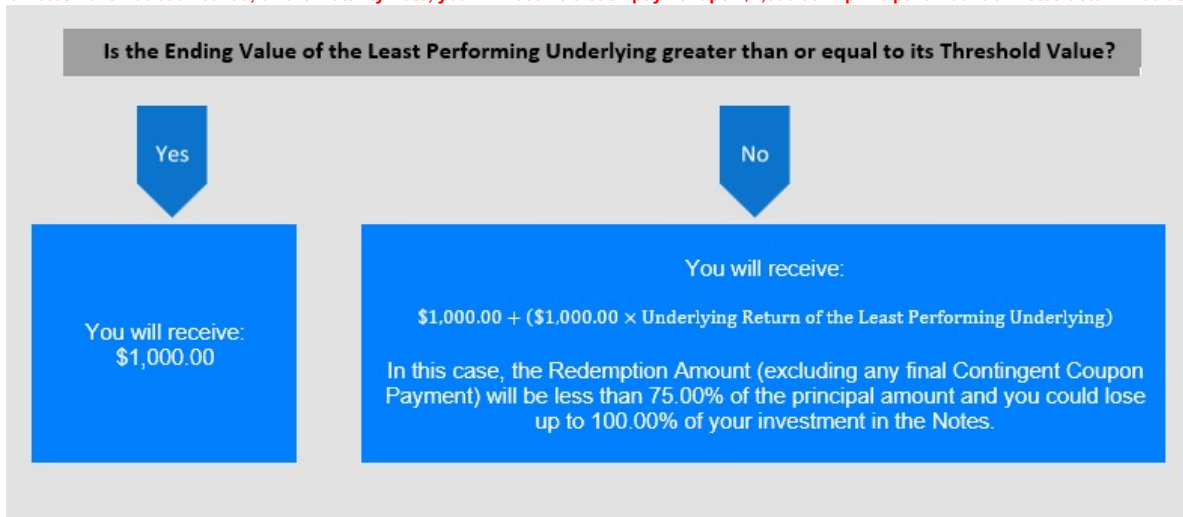 Is the Ending Value of the Least Performing Underlying greater than or equal to its Threshold Value?
Yes
No
You will receive:
$1,000.00
You will receive:
$1,000.00 + ($1,000.00 × Underlying Return of the Least Performing Underlying)
In this case, the Redemption Amount (excluding any final Contingent Coupon
Payment) will be less than 75.00% of the principal amount and you could lose
up to 100.00% of your investment in the Notes.